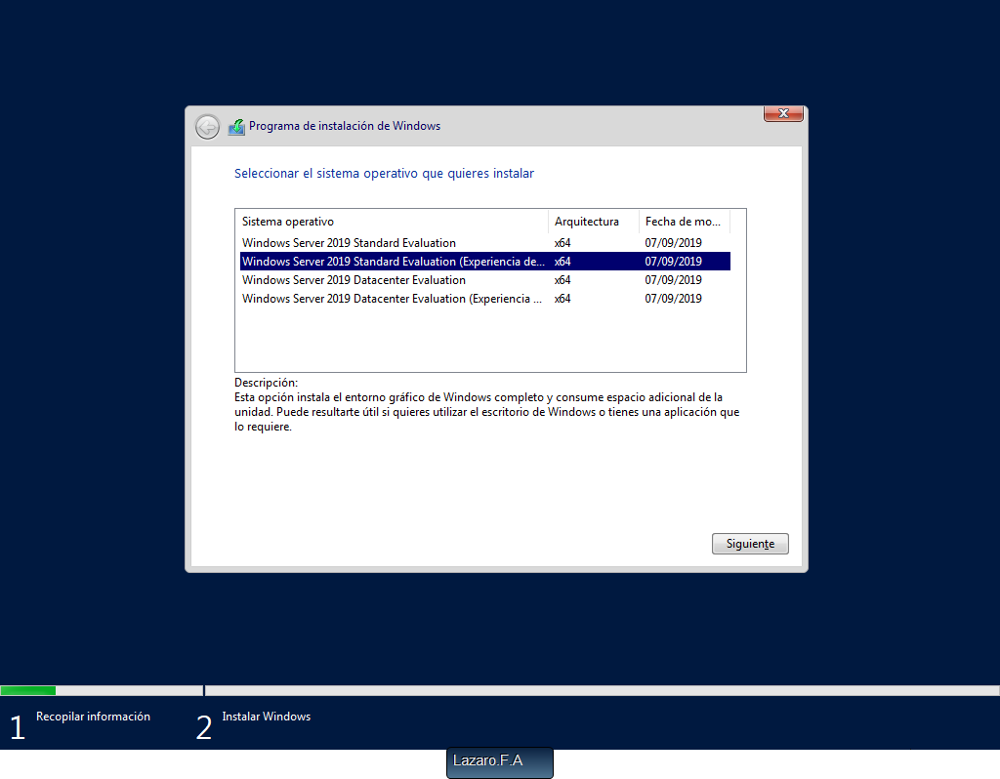 Programa de instalación de Windows
Seleccionar el sistema operativo que quieres instalar
Sistema operativo Arquitectura Fecha de mo...
Windows Server 2019 Standard Evaluation x64 07/09/2019
Windows Server 2019 Standard Evaluation (Experiencia de... x64 07/09/2019
Windows Server 2019 Datacenter Evaluation x64 07/09/2019
Windows Server 2019 Datacenter Evaluation (Experiencia ... x64 07/09/2019
Descripción:
Esta opción instala el entorno gráfico de Windows completo y consume espacio adicional de la
unidad. Puede resultarte útil si quieres utilizar el escritorio de Windows o tienes una aplicación que
lo requiere.
Siguiente
1 Recopilar información 2 Instalar Windows
Lazaro.F.A